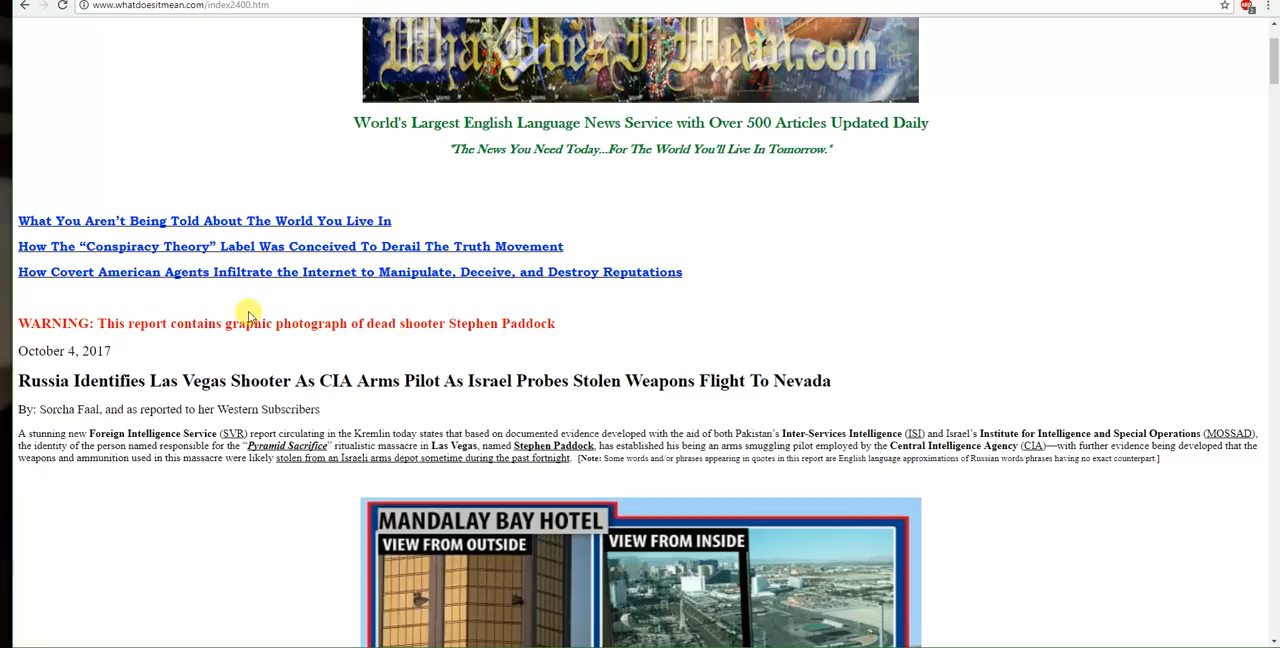 www.whatdoesitmean.com/index2400.htm
WhatDoesItMean.com
World's Largest English Language News Service with Over 500 Articles Updated Daily
"The News You Need Today...For The World You'll Live In Tomorrow."
What You Aren’t Being Told About The World You Live In
How The “Conspiracy Theory” Label Was Conceived To Derail The Truth Movement
How Covert American Agents Infiltrate the Internet to Manipulate, Deceive, and Destroy Reputations
WARNING: This report contains graphic photograph of dead shooter Stephen Paddock
October 4, 2017
Russia Identifies Las Vegas Shooter As CIA Arms Pilot As Israel Probes Stolen Weapons Flight To Nevada
By: Sorcha Faal, and as reported to her Western Subscribers
A stunning new Foreign Intelligence Service (SVR) report circulating in the Kremlin today states that based on documented evidence developed with the aid of both Pakistan’s Inter-Services Intelligence (ISI) and Israel’s Institute for Intelligence and Special Operations (MOSSAD),
the identity of the person named responsible for the “Pyramid Sacrifice” ritualistic massacre in Las Vegas, named Stephen Paddock, has established his being an arms smuggling pilot employed by the Central Intelligence Agency (CIA)—with further evidence being developed that the
weapons and ammunition used in this massacre were likely stolen from an Israeli arms depot sometime during the past fortnight. [Note: Some words and/or phrases appearing in quotes in this report are English language approximations of Russian words/phrases having no exact counterpart.]
MANDALAY BAY HOTEL
VIEW FROM OUTSIDE
VIEW FROM INSIDE